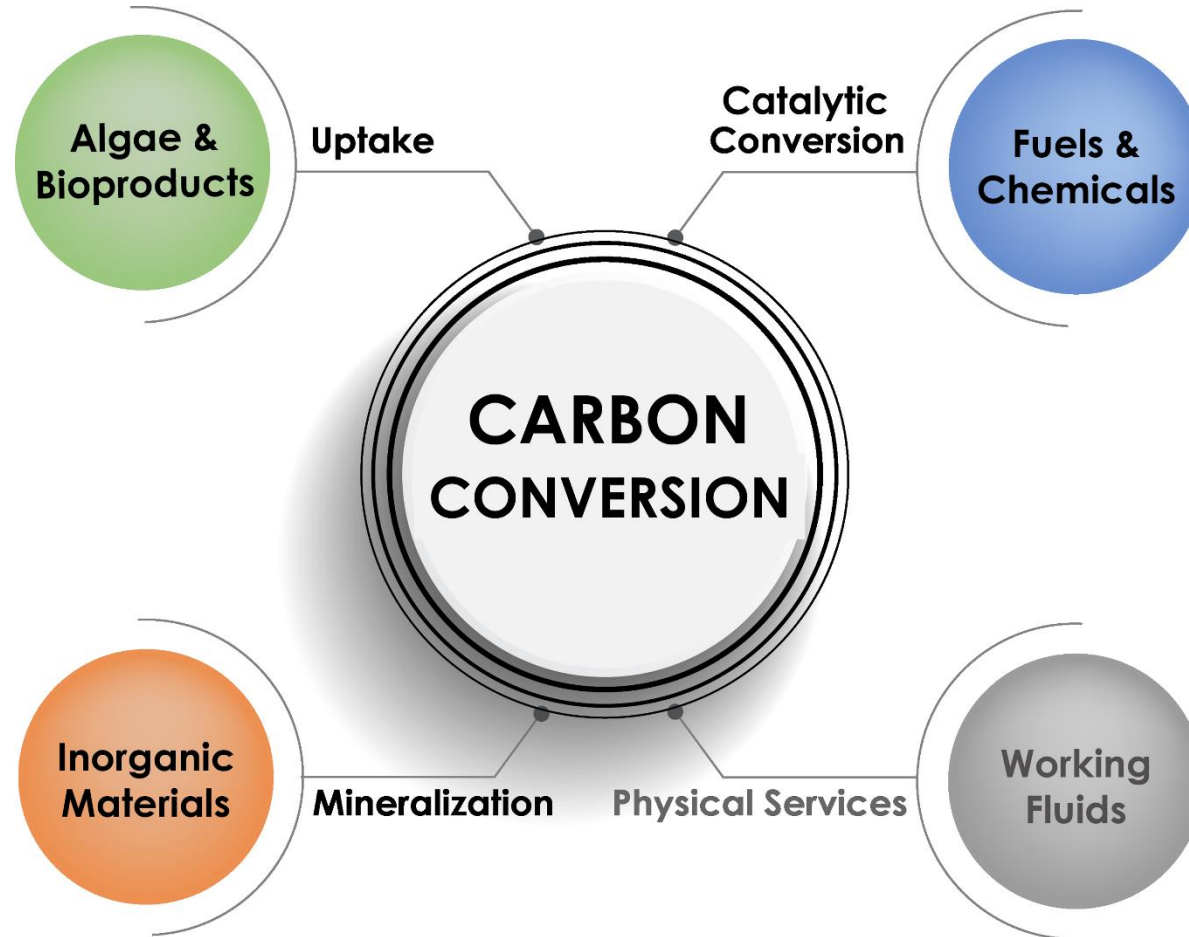 Algae &
Bioproducts
Uptake
Catalytic
Conversion
Fuels &
Chemicals
CARBON
CONVERSION
Inorganic
Materials
Mineralization
Physical Services
Working
Fluids